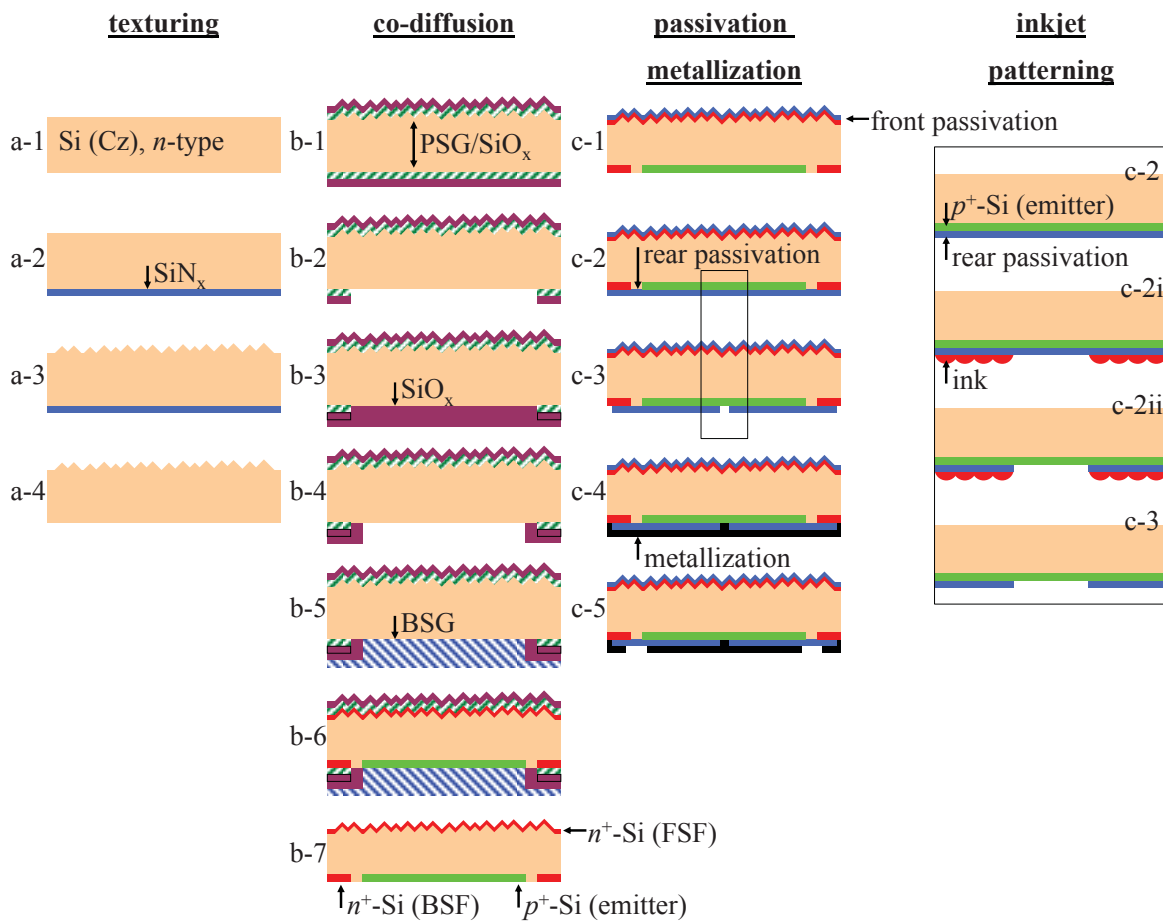 texturing
co-diffusion
passivation
metallization
inkjet
patterning
a-1
Si (Cz), n-type
a-2
SiNx
a-3
a-4
b-1
PSG/SiOx
b-2
b-3
SiOx
b-4
b-5
BSG
b-6
b-7
n+-Si (FSF)
n+-Si (BSF)
p+-Si (emitter)
c-1
front passivation
c-2
rear passivation
c-3
c-4
metallization
c-5
c-2
p+-Si (emitter)
rear passivation
c-2i
ink
c-2ii
c-3